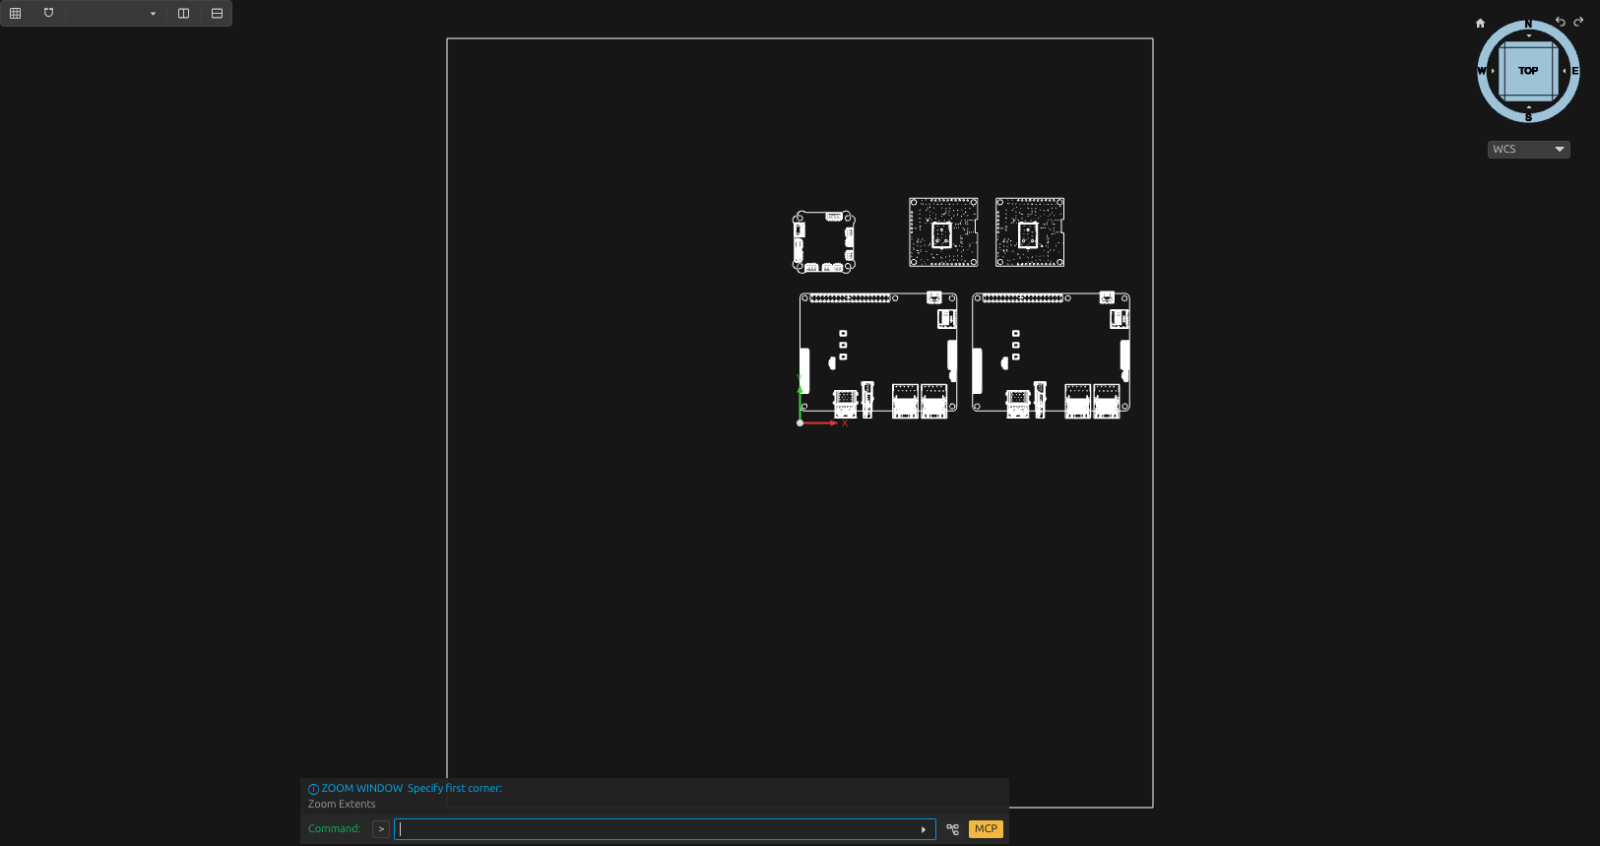 N
W
TOP
E
S
WCS
Y
X
ZOOM WINDOW Specify first corner:
Zoom Extents
Command:
>
MCP